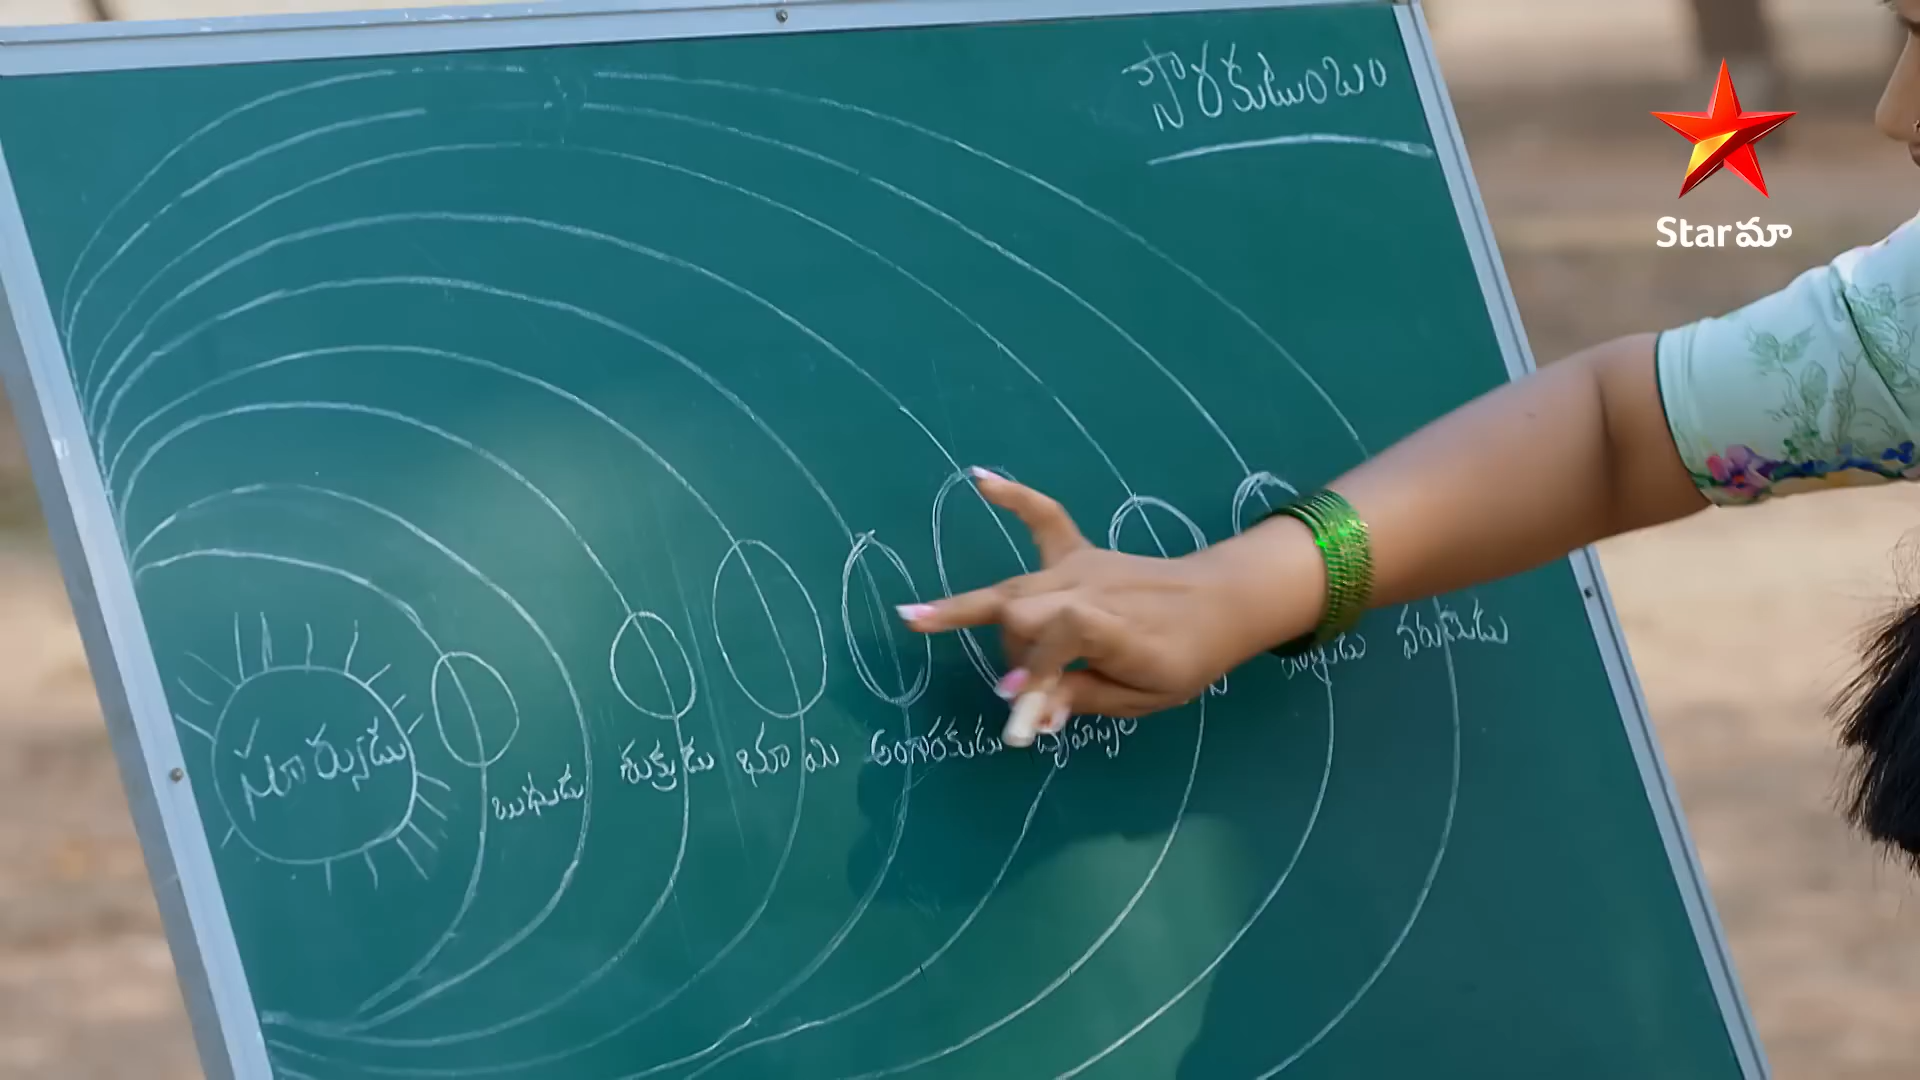 సౌరకుటుంబం
Starమా
సూర్యుడు
బుధుడు
శుక్రుడు
భూమి
అంగారకుడు
వరుణుడు